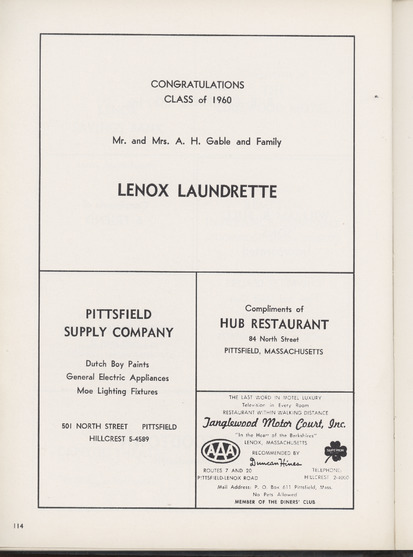 CONGRATULATIONS
CLASS of 1960
Mr. and Mrs. A. H. Gable and Family
LENOX LAUNDRETTE
PITTSFIELD
SUPPLY COMPANY
Dutch Boy Paints
General Electric Appliances
Moe Lighting Fixtures
501 NORTH STREET PITTSFIELD
HILLCREST 5-4589
Compliments of
HUB RESTAURANT
84 North Street
PITTSFIELD, MASSACHUSETTS
THE LAST WORD IN MOTEL LUXURY
Television in Every Room
RESTAURANT WITHIN WALKING DISTANCE
Tanglewood Motor Court, Inc.
"In the Heart of the Berkshires"
LENOX, MASSACHUSETTS
AAA
RECOMMENDED BY
Duncan Hines
ROUTES 7 AND 20
PITTSFIELD-LENOX ROAD
TELEPHONE:
HILLCREST
Mail Address: P. O. Box 611 Pittsfield, Mass.
No Pets Allowed
MEMBER OF THE DINERS' CLUB
114